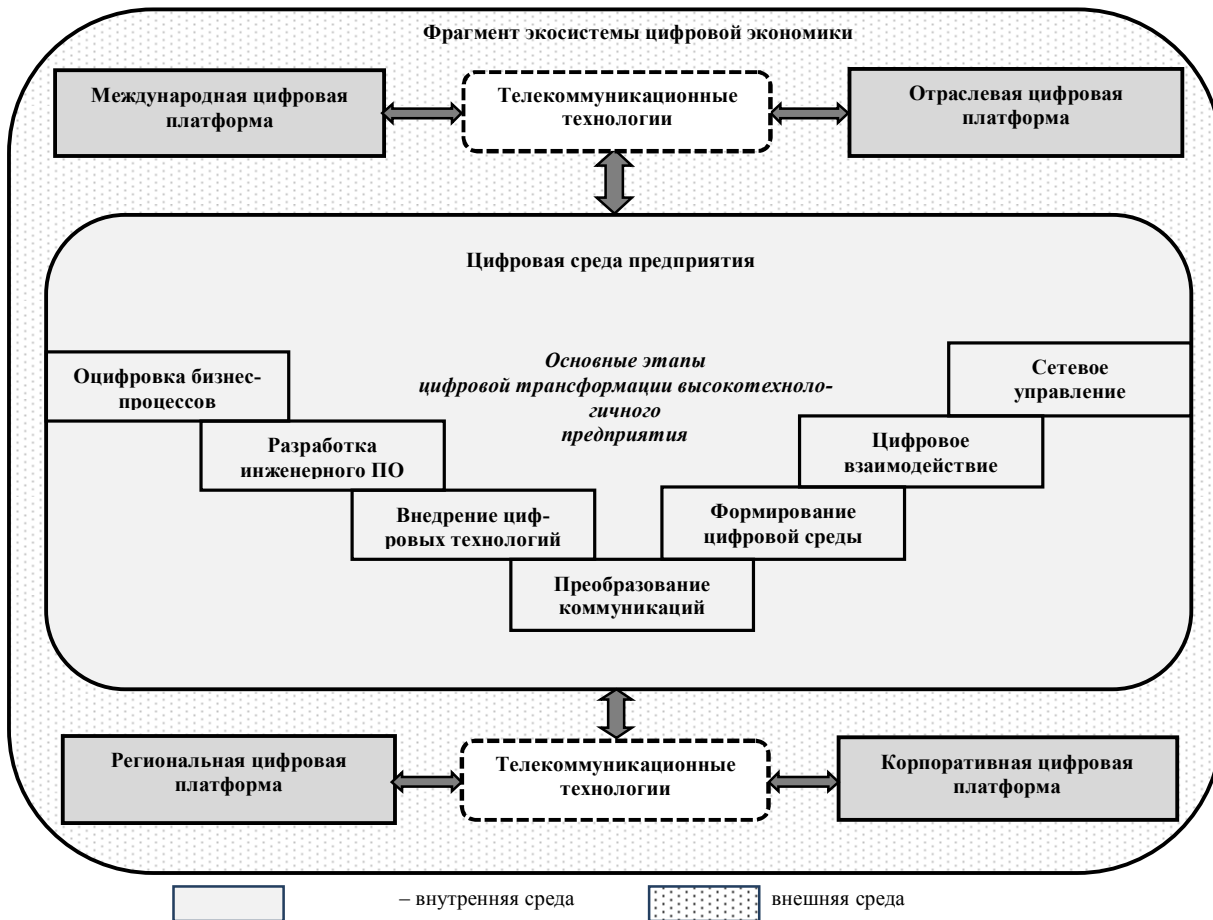 Фрагмент экосистемы цифровой экономики
Международная цифровая
платформа
Телекоммуникационные
технологии
Отраслевая цифровая
платформа
Цифровая среда предприятия
Основные этапы
цифровой трансформации высокотехноло-
гичного
предприятия
Оцифровка бизнес-
процессов
Разработка
инженерного ПО
Внедрение циф-
ровых технологий
Преобразование
коммуникаций
Формирование
цифровой среды
Цифровое
взаимодействие
Сетевое
управление
Региональная цифровая
платформа
Телекоммуникационные
технологии
Корпоративная цифровая
платформа
– внутренняя среда
внешняя среда